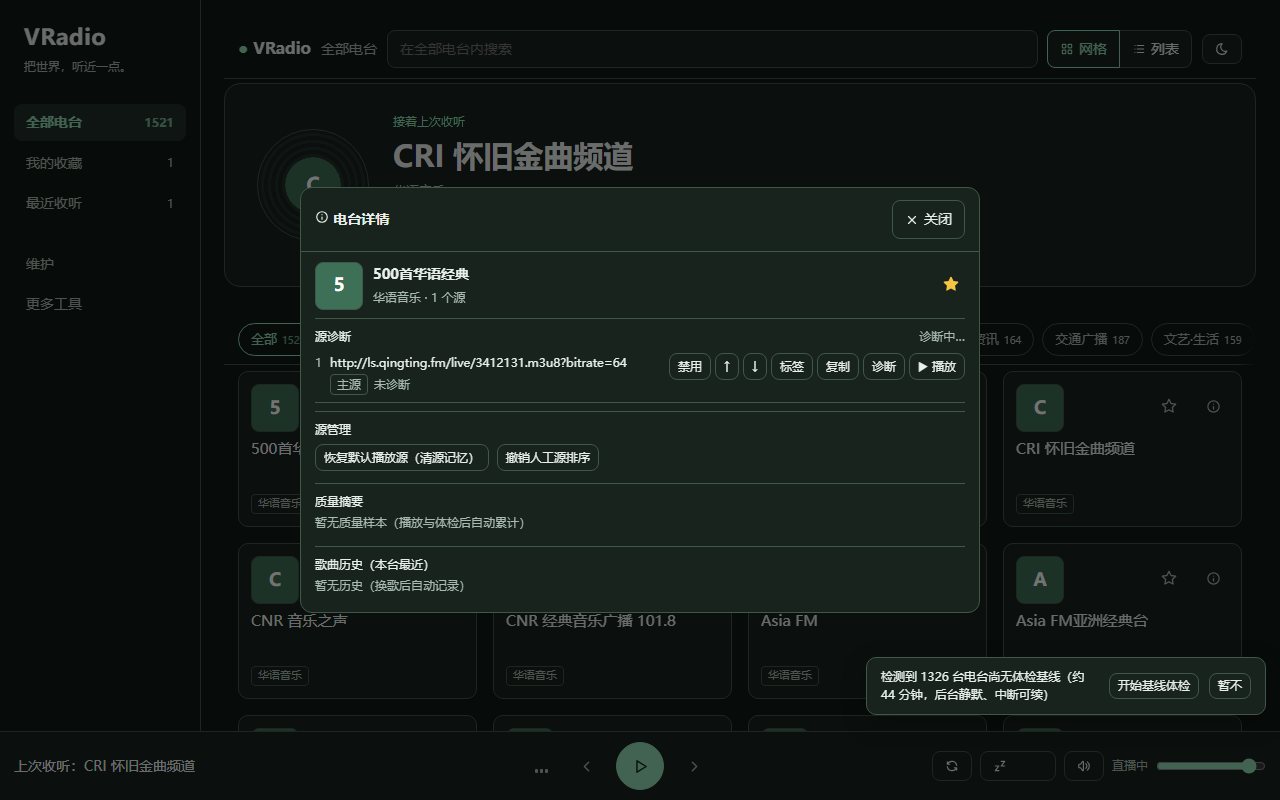 VRadio
把世界，听近一点。
全部电台 1521
我的收藏 1
最近收听 1
维护
更多工具
VRadio 全部电台 在全部电台内搜索 网格 列表
接着上次收听
C CRI 怀旧金曲频道
电台详情 关闭
5 500首华语经典
华语音乐 · 1 个源
源诊断 诊断中...
1 http://ls.qingting.fm/live/3412131.m3u8?bitrate=64 禁用 ↑ ↓ 标签 复制 诊断 ▶ 播放
主源 未诊断
源管理
恢复默认播放源（清源记忆） 撤销人工源排序
质量摘要
暂无质量样本（播放与体检后自动累计）
歌曲历史（本台最近）
暂无历史（换歌后自动记录）
全部 152 资讯 164 交通广播 187 文艺·生活 159
5 C
500首华 CRI 怀旧金曲频道
华语音乐 华语音乐
C A
CNR 音乐之声 CNR 经典音乐广播 101.8 Asia FM Asia FM亚洲经典台
华语音乐 华语音乐 华语音乐
检测到 1326 台电台尚无体检基线（约
44 分钟，后台静默、中断可续） 开始基线体检 暂不
上次收听：CRI 怀旧金曲频道 ... zZ 直播中